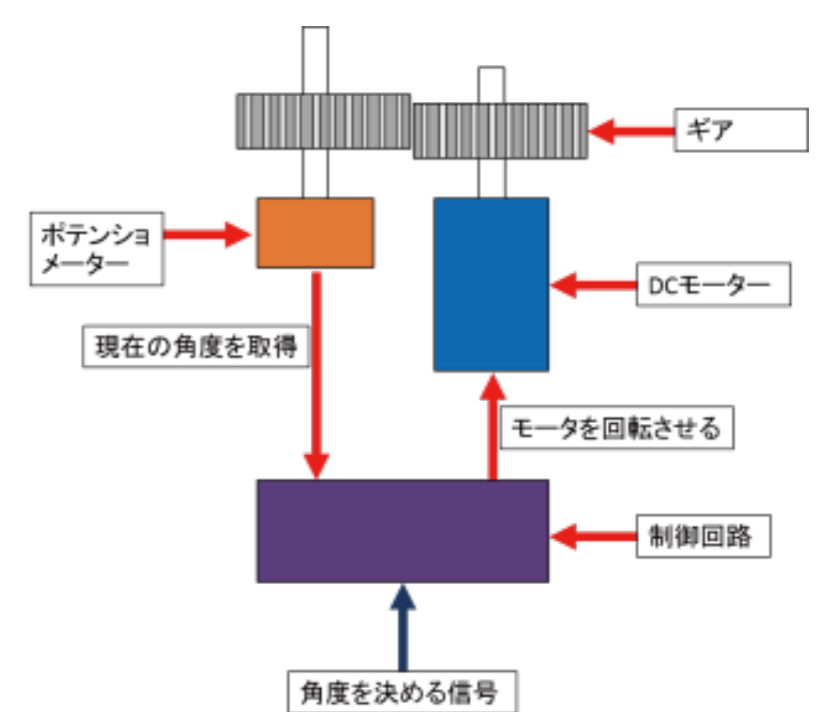 ギア
ポテンショ
メーター
DCモーター
現在の角度を取得
モータを回転させる
制御回路
角度を決める信号